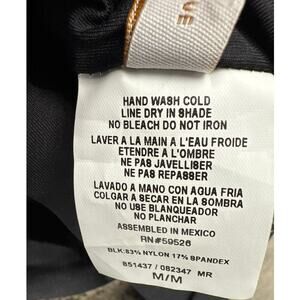 HAND WASH COLD
LINE DRY IN SHADE
NO BLEACH DO NOT IRON
LAVER A LA MAIN A L'EAU FROIDE
ETENDRE A L'OMBRE
NE PAS JAVELLISER
NE PAS REPASSER
LAVADO A MANO CON AGUA FRIA
COLGAR A SECAR EN LA SOMBRA
NO USE BLANQUEADOR
NO PLANCHAR
ASSEMBLED IN MEXICO
RN#59526
BLK:83% NYLON 17% SPANDEX
851437 / 082347 MR
M/M